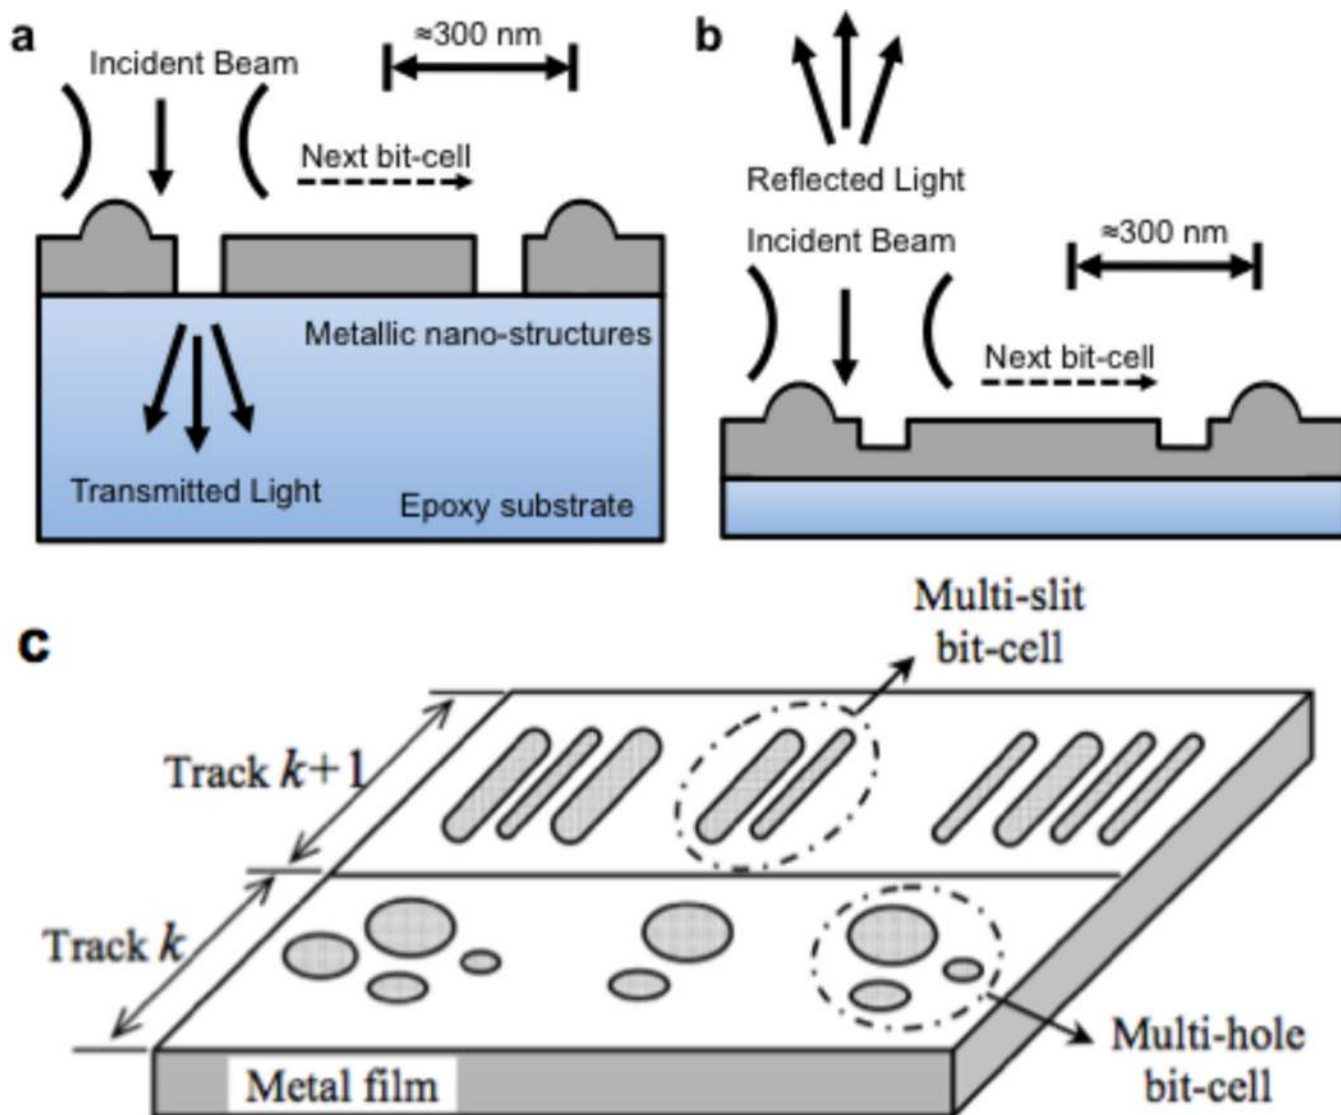 a
Incident Beam
≈300 nm
Next bit-cell
Metallic nano-structures
Transmitted Light
Epoxy substrate
b
Reflected Light
Incident Beam
≈300 nm
Next bit-cell
c
Multi-slit
bit-cell
Track k+1
Track k
Multi-hole
bit-cell
Metal film